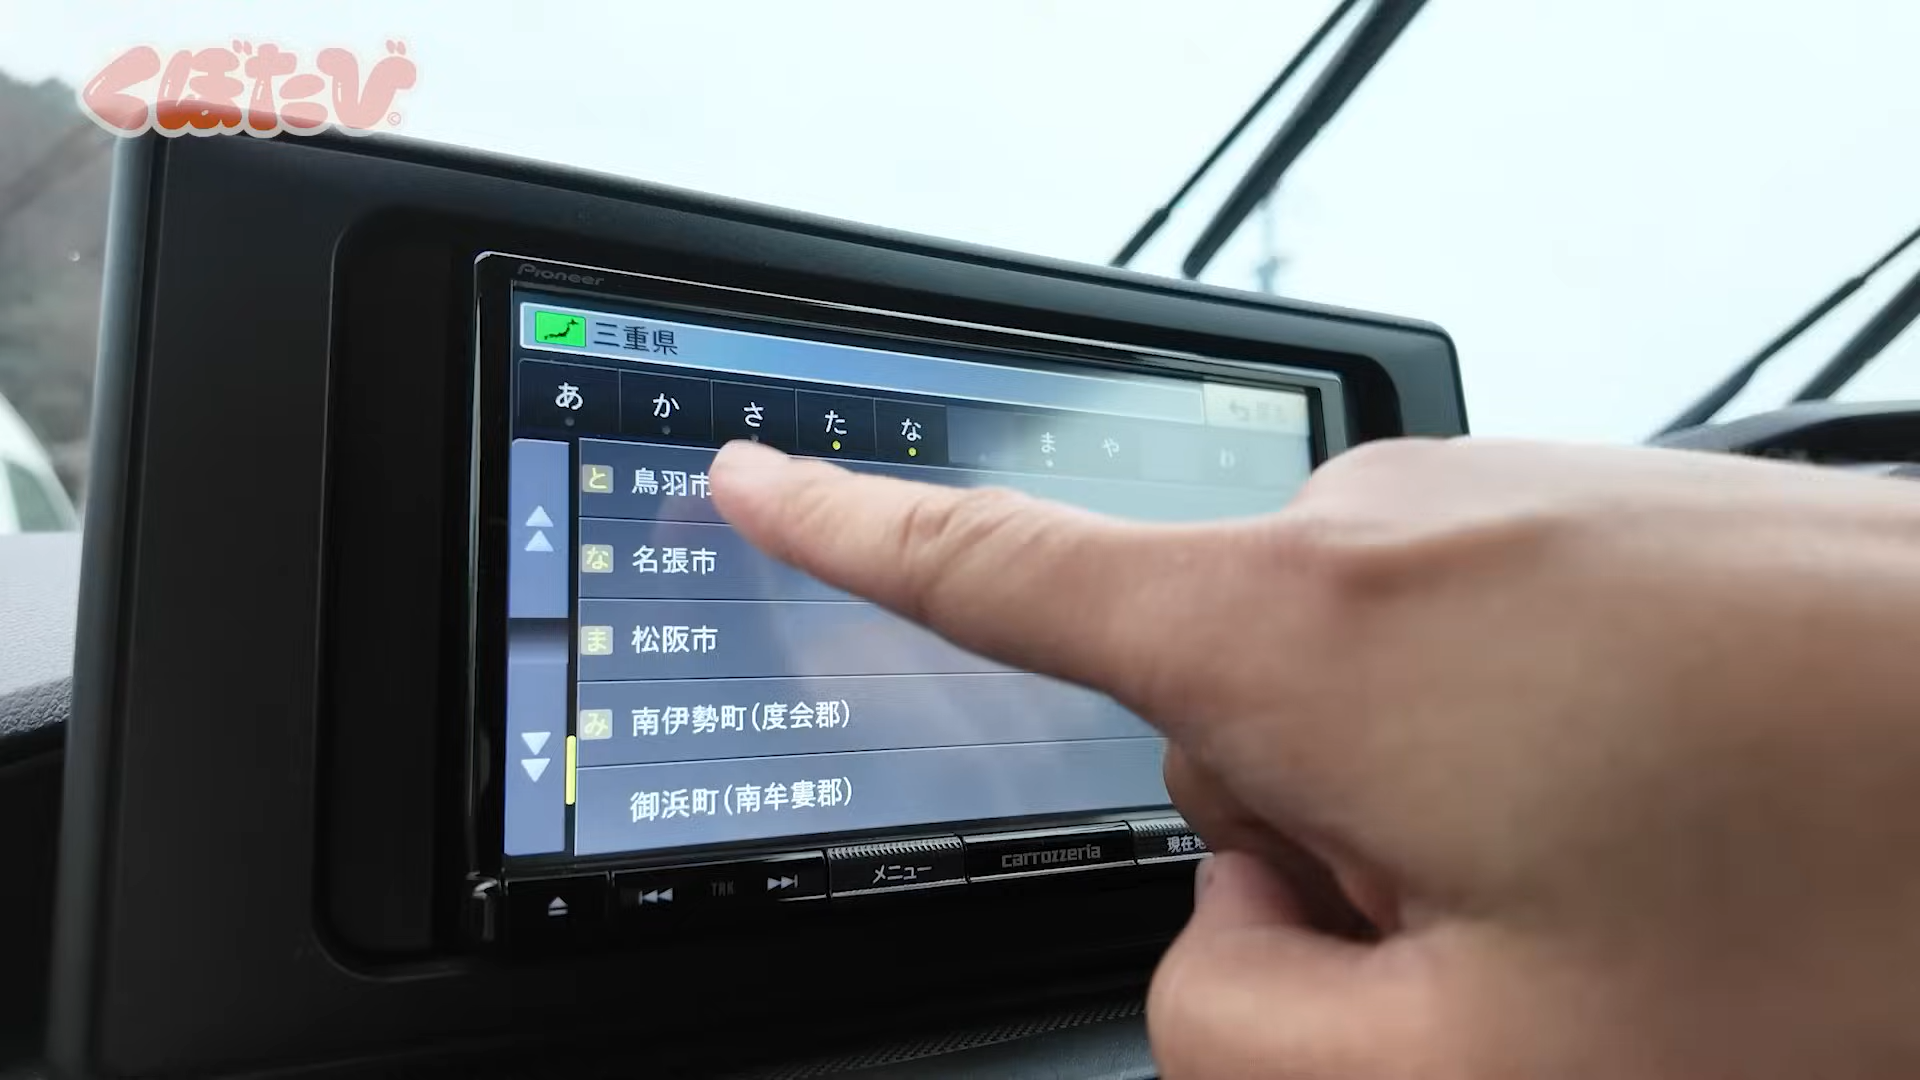 くぼたび©
Pioneer
三重県
戻る
あ か さ た な ま や わ
と 鳥羽市
な 名張市
ま 松阪市
み 南伊勢町(度会郡)
御浜町(南牟婁郡)
TRK メニュー carrozzeria 現在地